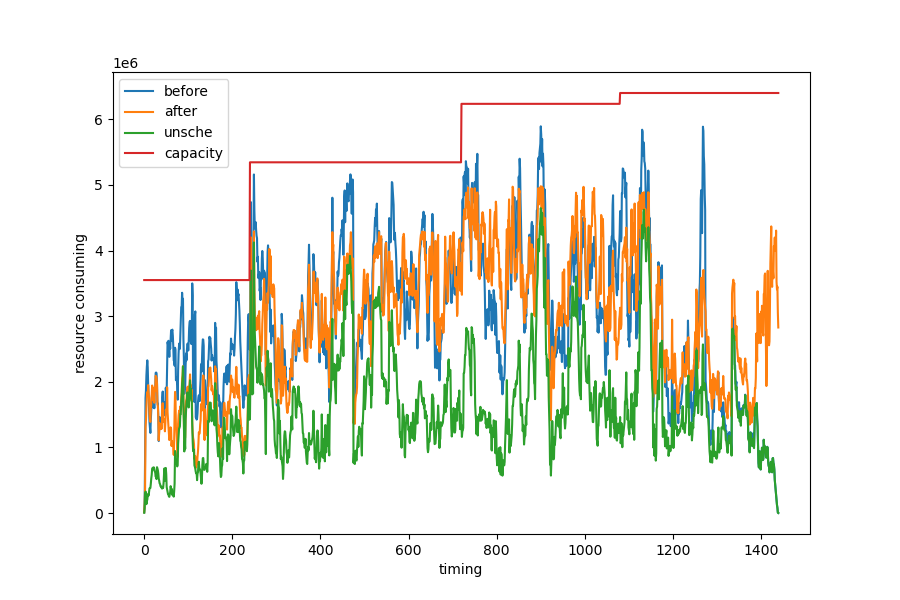 1e6
before
after
unsche
capacity
6
5
4
3
2
1
0
resource consuming
0 200 400 600 800 1000 1200 1400
timing